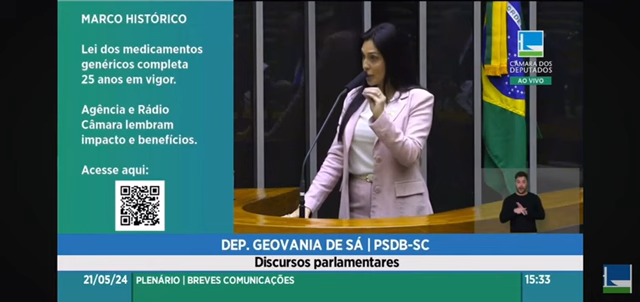 MARCO HISTÓRICO
Lei dos medicamentos
genéricos completa
25 anos em vigor.
Agência e Rádio
Câmara lembram
impacto e benefícios.
Acesse aqui:
CÂMARA DOS
DEPUTADOS
AO VIVO
DEP. GEOVANIA DE SÁ | PSDB-SC
Discursos parlamentares
21/05/24 PLENÁRIO | BREVES COMUNICAÇÕES 15:33